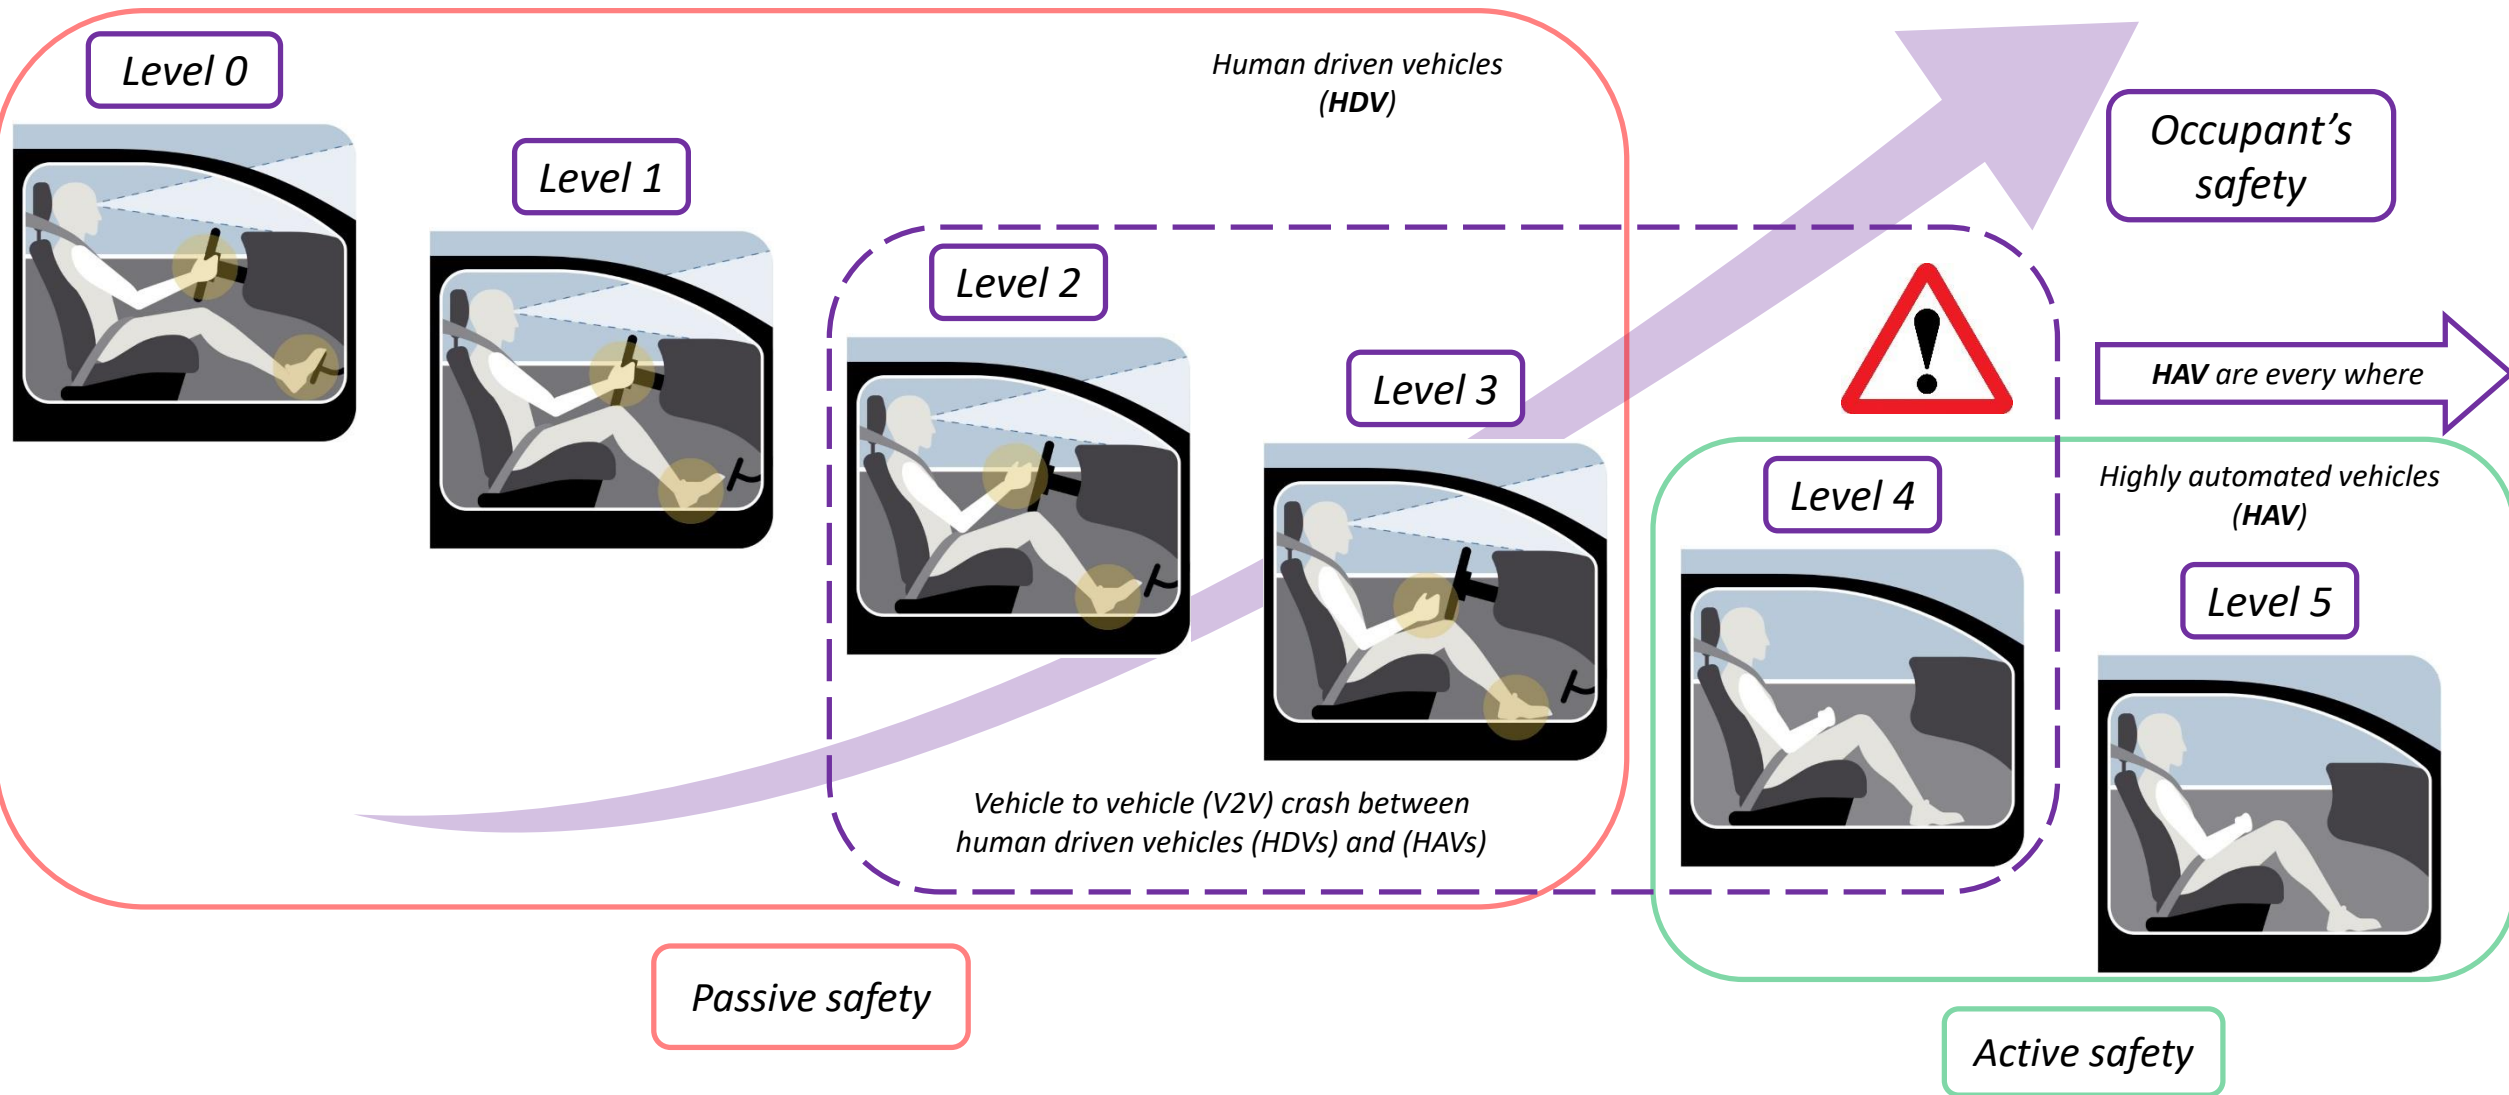 Level 0
Human driven vehicles
(HDV)
Level 1
Occupant's
safety
Level 2
Level 3
HAV are every where
Level 4
Highly automated vehicles
(HAV)
Level 5
Vehicle to vehicle (V2V) crash between
human driven vehicles (HDVs) and (HAVs)
Passive safety
Active safety